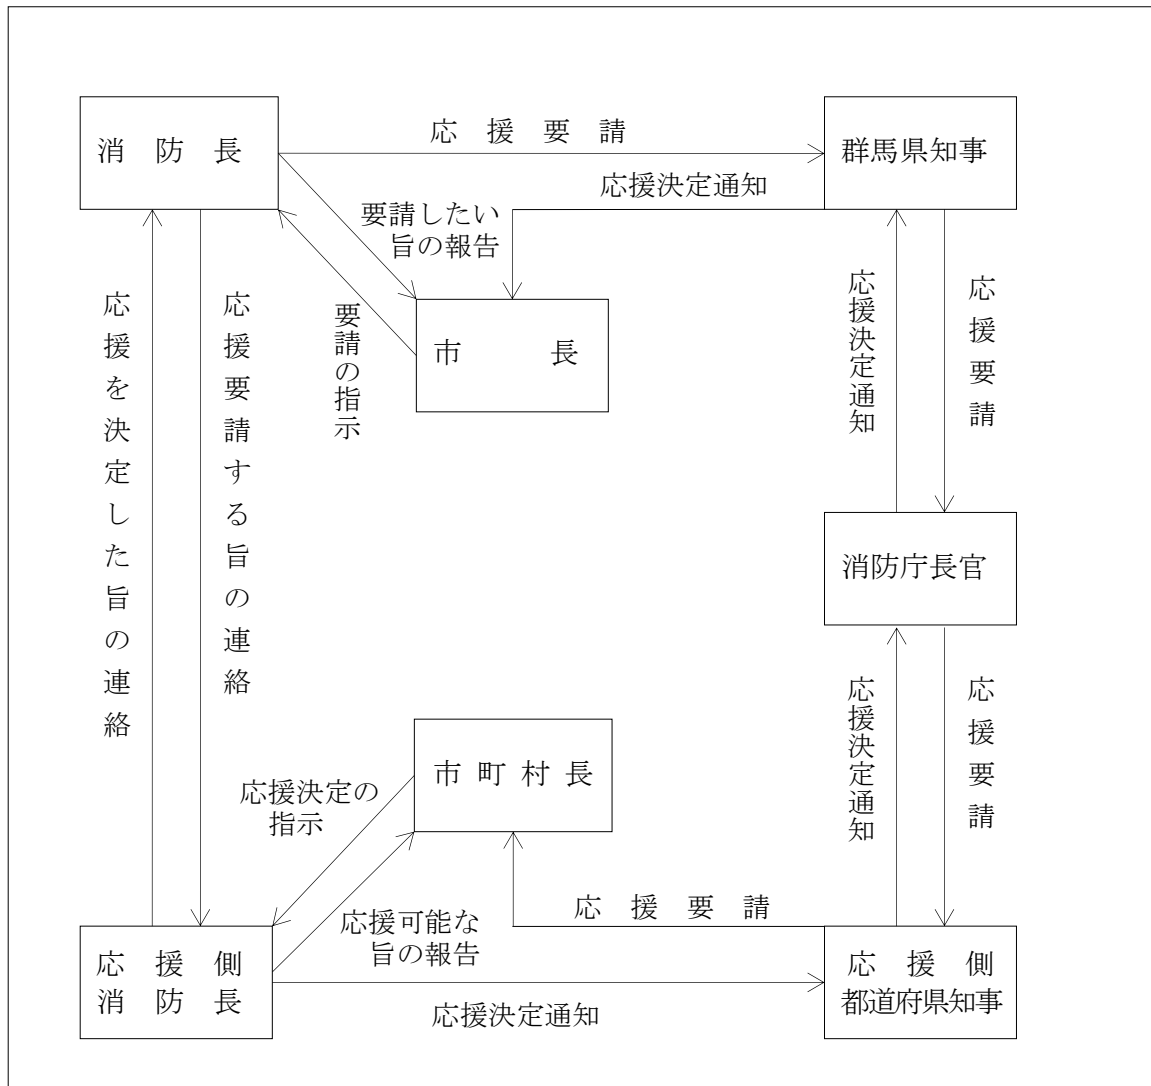 消防長
応援要請
群馬県知事
応援決定通知
要請したい
旨の報告
要請の指示
市長
応援を決定した旨の連絡
応援要請する旨の連絡
応援決定通知
応援要請
消防庁長官
応援決定通知
応援要請
市町村長
応援決定の
指示
応援可能な
旨の報告
応援要請
応援側
消防長
応援決定通知
応援側
都道府県知事